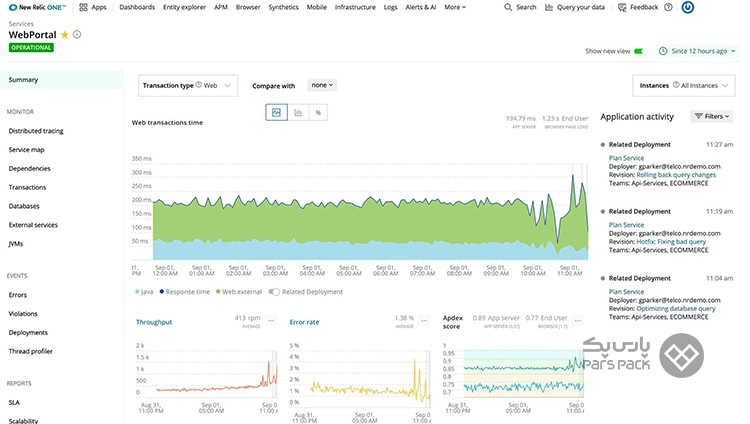 New Relic ONE™ Apps Dashboards Entity explorer APM Browser Synthetics Mobile Infrastructure Logs Alerts & AI More Search Query your data Feedback
Services
WebPortal
OPERATIONAL
Show new view Since 12 hours ago
Summary
MONITOR
Distributed tracing
Service map
Dependencies
Transactions
Databases
External services
JVMs
EVENTS
Errors
Violations
Deployments
Thread profiler
REPORTS
SLA
Scalability
Transaction type Web
Compare with none
Instances All Instances
%
Web transactions time
194.79 ms 1.23 s End User
APP SERVER BROWSER PAGE LOAD
350 ms
300 ms
250 ms
200 ms
150 ms
100 ms
50 ms
31, Sep 01, Sep 01, Sep 01, Sep 01, Sep 01, Sep 01, Sep 01, Sep 01, Sep 01, Sep 01, Sep 01, Sep 01,
PM 12:00 AM 01:00 AM 02:00 AM 03:00 AM 04:00 AM 05:00 AM 06:00 AM 07:00 AM 08:00 AM 09:00 AM 10:00 AM 11:00 AM
Java Response time Web external Related Deployment
Throughput
413 rpm
AVERAGE
2 k
1.5 k
1 k
500
0
Aug 31, Sep 01, Sep 0
11:00 PM 05:00 AM 11:00 A
Error rate
1.38 %
AVERAGE
5 %
4 %
3 %
2 %
1 %
0 %
Aug 31, Sep 01, Sep 0
11:00 PM 05:00 AM 11:00 A
Apdex
score
0.89 App server 0.77 End User
1
0.95
0.9
0.85
0.8
0.75
0.7
Aug 31, Sep 01, Sep 0
11:00 PM 05:00 AM 11:00 A
Application activity Filters
Related Deployment 11:27 am
Plan Service
Deployer: gparker@telco.nrdemo.com
Revision: Rolling back query changes
Teams: Api-Services, ECOMMERCE
Related Deployment 11:19 am
Plan Service
Deployer: gparker@telco.nrdemo.com
Revision: Hotfix: Fixing bad query
Teams: Api-Services, ECOMMERCE
Related Deployment 11:04 am
Plan Service
Deployer: gparker@telco.nrdemo.com
Revision: Optimizing database query
Teams: Api-Services, ECOMMERCE
پارس‌پک
PARS PACK